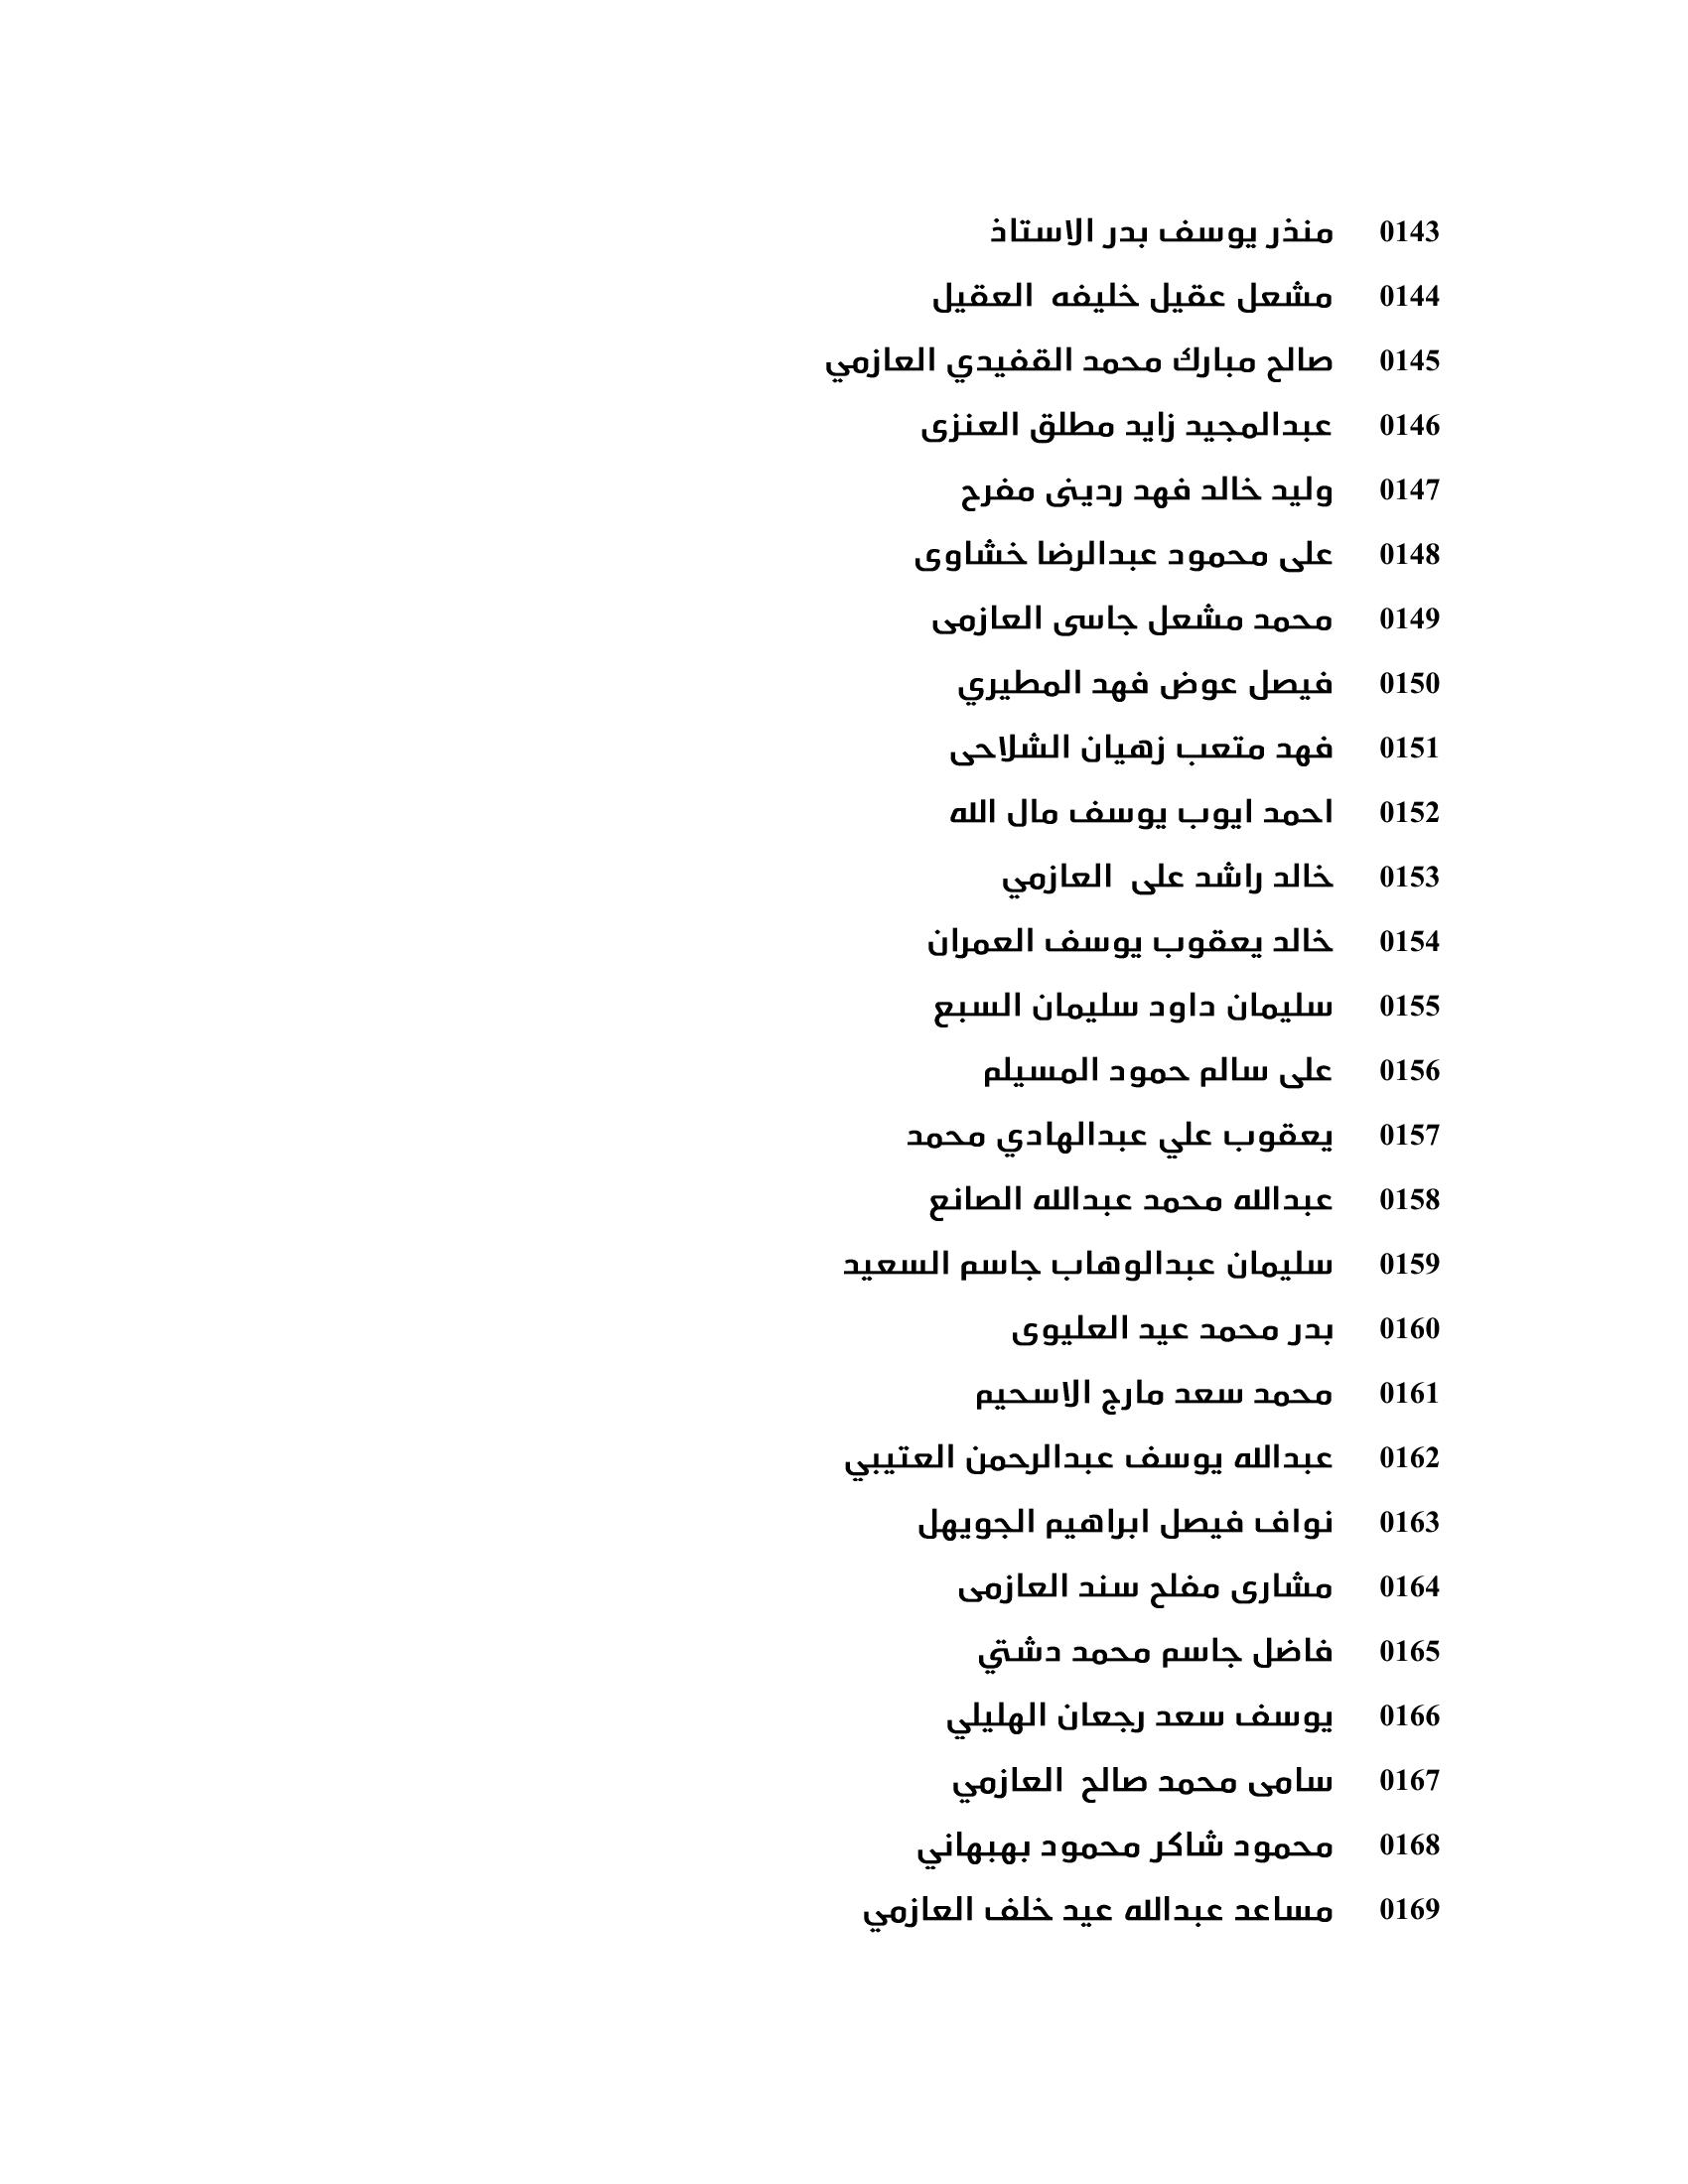 0143 منذر يوسف بدر الاستاذ
0144 مشعل عقيل خليفه  العقيل
0145 صالح مبارك محمد القفيدي العازمي
0146 عبدالمجيد زايد مطلق العنزى
0147 وليد خالد فهد ردينى مفرح
0148 على محمود عبدالرضا خشاوى
0149 محمد مشعل جاسى العازمى
0150 فيصل عوض فهد المطيري
0151 فهد متعب زهيان الشلاحى
0152 احمد ايوب يوسف مال الله
0153 خالد راشد على  العازمي
0154 خالد يعقوب يوسف العمران
0155 سليمان داود سليمان السبع
0156 على سالم حمود المسيلم
0157 يعقوب علي عبدالهادي محمد
0158 عبدالله محمد عبدالله الصانع
0159 سليمان عبدالوهاب جاسم السعيد
0160 بدر محمد عيد العليوى
0161 محمد سعد مارج الاسحيم
0162 عبدالله يوسف عبدالرحمن العتيبي
0163 نواف فيصل ابراهيم الجويهل
0164 مشارى مفلح سند العازمى
0165 فاضل جاسم محمد دشتي
0166 يوسف سعد رجعان الهليلي
0167 سامى محمد صالح  العازمي
0168 محمود شاكر محمود بهبهاني
0169 مساعد عبدالله عيد خلف العازمي